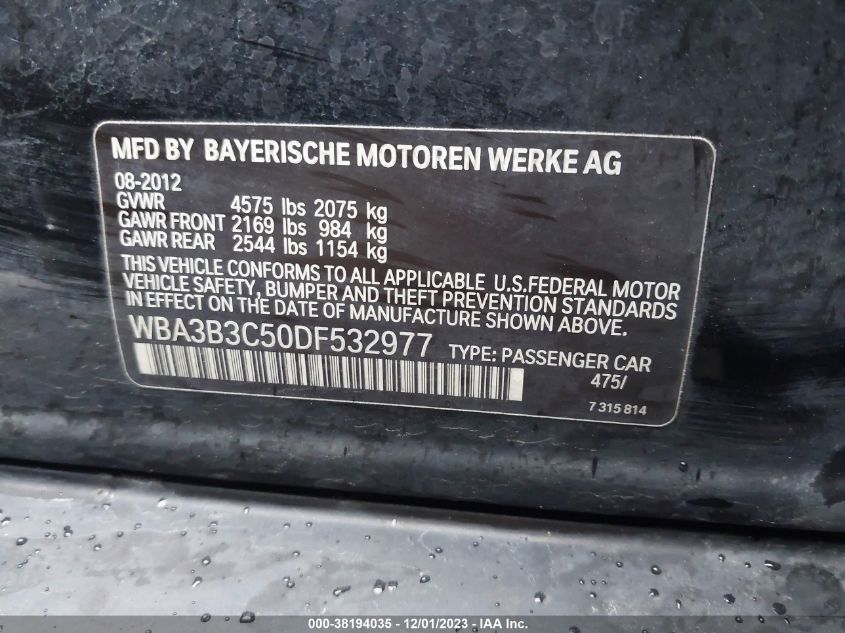 MFD BY BAYERISCHE MOTOREN WERKE AG
08-2012
GVWR 4575 lbs 2075 kg
GAWR FRONT 2169 lbs 984 kg
GAWR REAR 2544 lbs 1154 kg
THIS VEHICLE CONFORMS TO ALL APPLICABLE U.S.FEDERAL MOTOR
VEHICLE SAFETY, BUMPER AND THEFT PREVENTION STANDARDS
IN EFFECT ON THE DATE OF MANUFACTURE SHOWN ABOVE.
WBA3B3C50DF532977 TYPE: PASSENGER CAR
475/
7 315 814
000-38194035 - 12/01/2023 - IAA Inc.